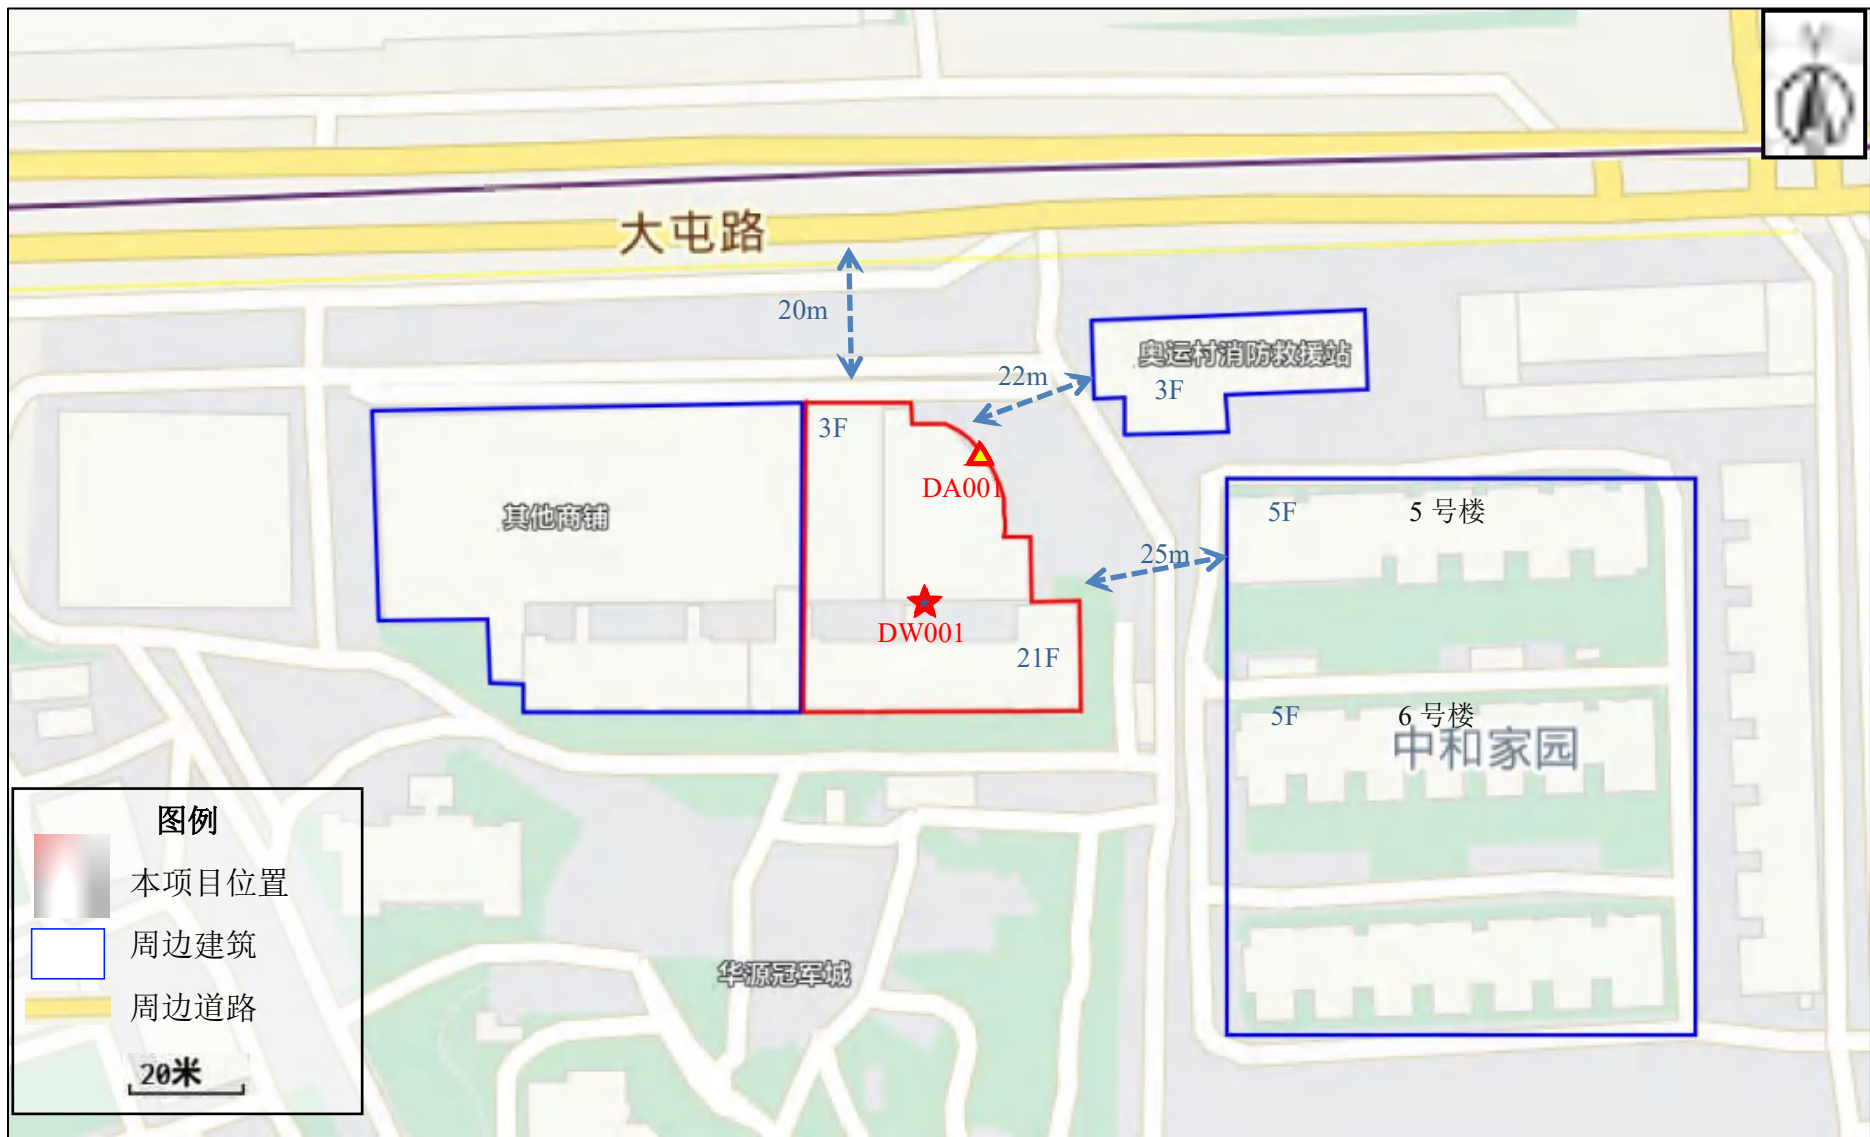 大屯路
20m
奥运村消防救援站
22m
3F
3F
DA001
其他商铺
5F
5 号楼
25m
DW001
21F
5F
6 号楼
中和家园
图例
本项目位置
周边建筑
华源冠军城
周边道路
20米